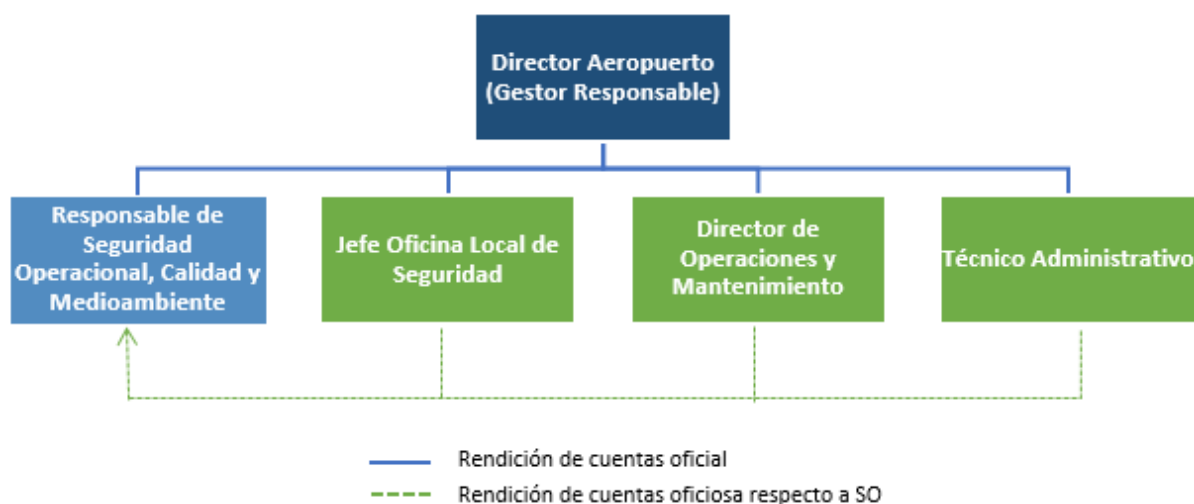 Director Aeropuerto
(Gestor Responsable)
Responsable de
Seguridad
Operacional, Calidad y
Medioambiente
Jefe Oficina Local de
Seguridad
Director de
Operaciones y
Mantenimiento
Técnico Administrativo
Rendición de cuentas oficial
Rendición de cuentas oficiosa respecto a SO